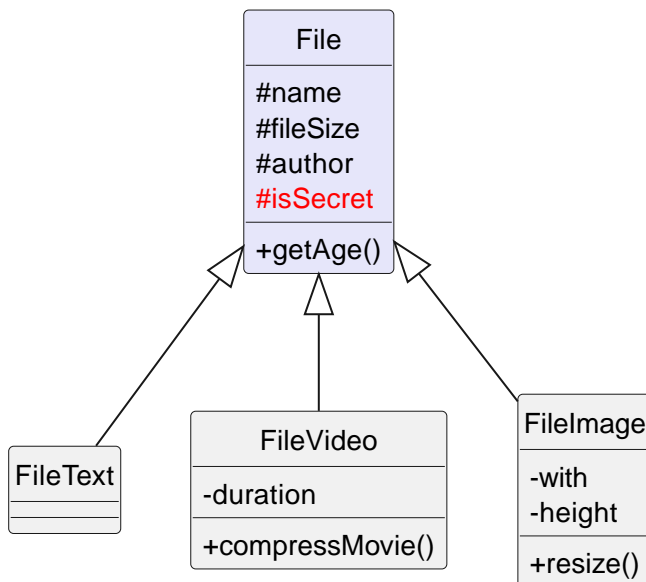 File
#name
#fileSize
#author
#isSecret
+getAge()
FileText
FileVideo
-duration
+compressMovie()
FileImage
-with
-height
+resize()